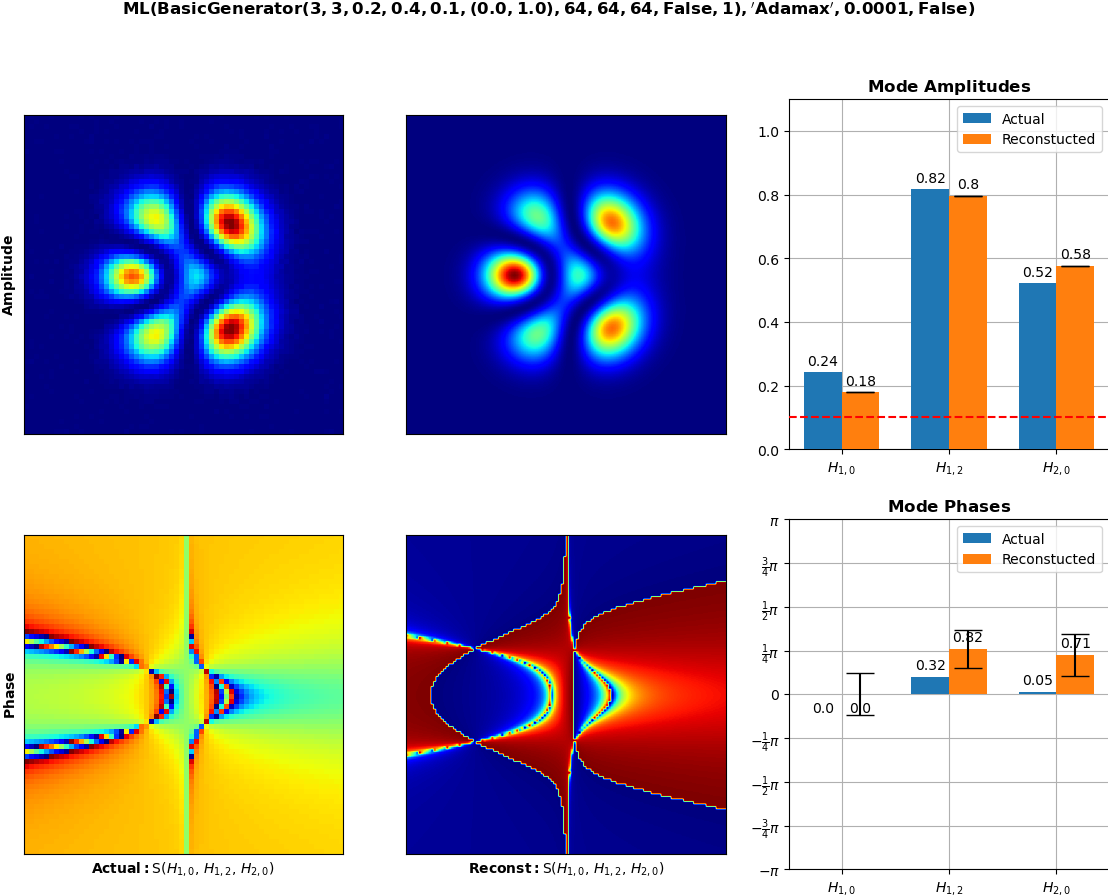 ML(BasicGenerator(3, 3, 0.2, 0.4, 0.1, (0.0, 1.0), 64, 64, 64, False, 1), 'Adamax', 0.0001, False)
Amplitude
Mode Amplitudes
Actual
Reconstucted
1.0
0.8
0.6
0.4
0.2
0.0
0.24
0.18
0.82
0.8
0.52
0.58
H1,0
H1,2
H2,0
Phase
Actual: S(H1,0, H1,2, H2,0)
Reconst: S(H1,0, H1,2, H2,0)
Mode Phases
Actual
Reconstucted
π
3/4π
1/2π
1/4π
0
−1/4π
−1/2π
−3/4π
−π
0.0
0.0
0.32
0.82
0.05
0.71
H1,0
H1,2
H2,0